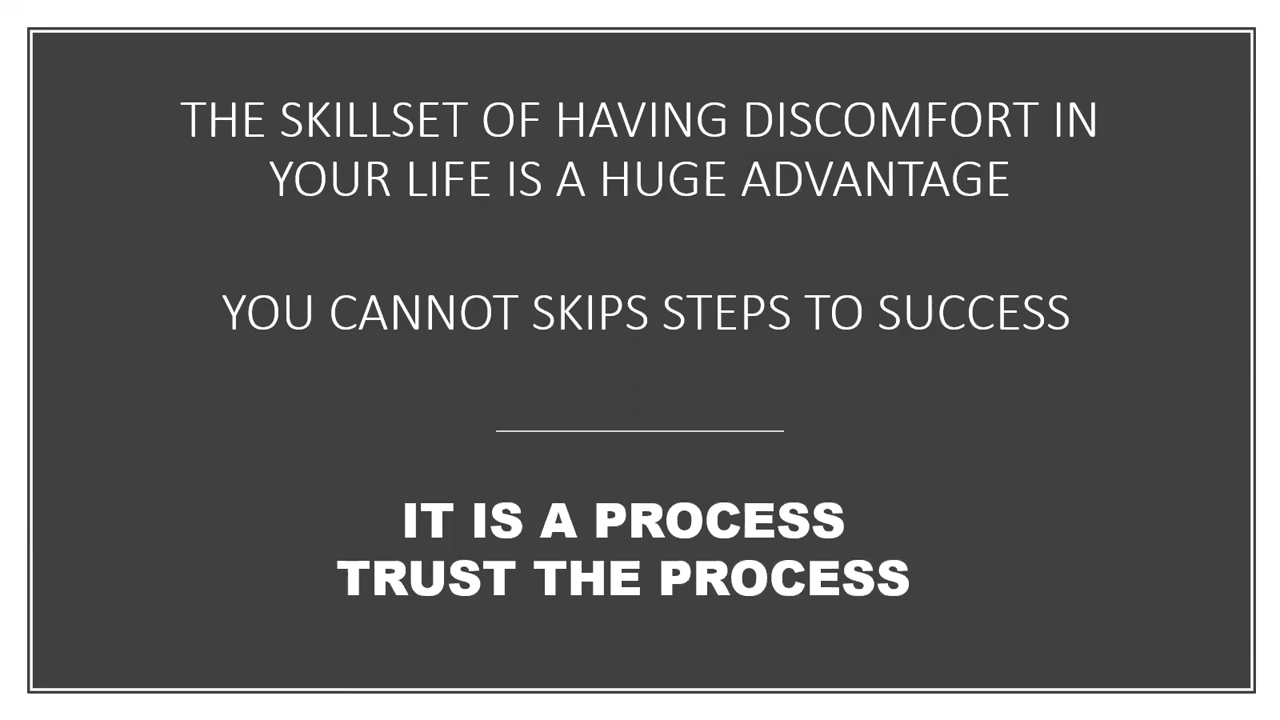 THE SKILLSET OF HAVING DISCOMFORT IN
YOUR LIFE IS A HUGE ADVANTAGE
YOU CANNOT SKIPS STEPS TO SUCCESS
IT IS A PROCESS
TRUST THE PROCESS